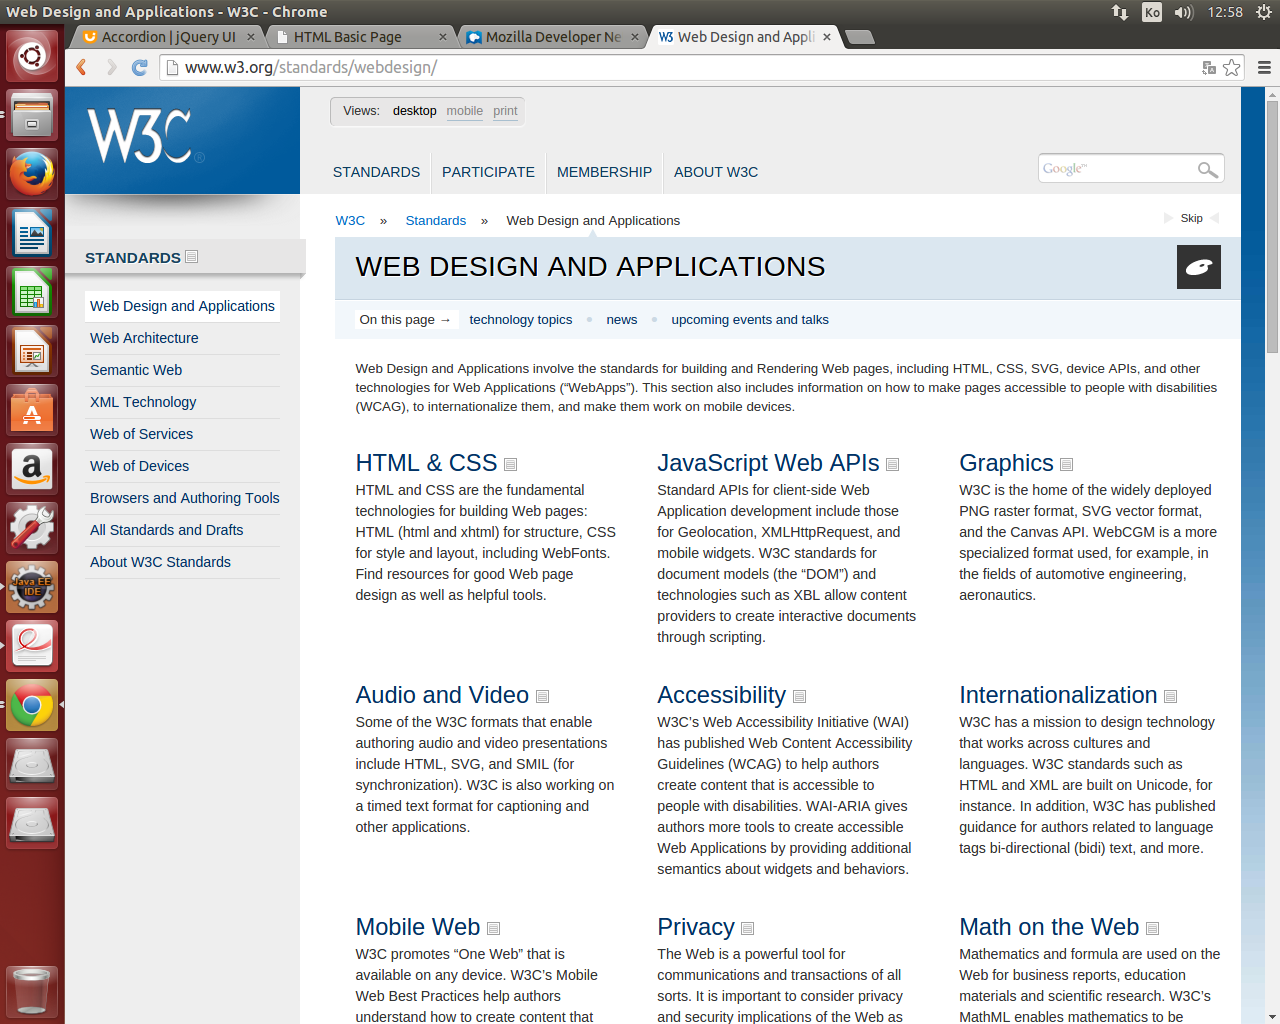 Web Design and Applications - W3C - Chrome
Ko
12:58
Accordion | jQuery UI
HTML Basic Page
Mozilla Developer Ne
W3 Web Design and Appli
www.w3.org/standards/webdesign/
W3C®
Views: desktop mobile print
STANDARDS PARTICIPATE MEMBERSHIP ABOUT W3C
Google™
W3C » Standards » Web Design and Applications
Skip
STANDARDS
Web Design and Applications
Web Architecture
Semantic Web
XML Technology
Web of Services
Web of Devices
Browsers and Authoring Tools
All Standards and Drafts
About W3C Standards
WEB DESIGN AND APPLICATIONS
On this page → technology topics • news • upcoming events and talks
Web Design and Applications involve the standards for building and Rendering Web pages, including HTML, CSS, SVG, device APIs, and other
technologies for Web Applications (“WebApps”). This section also includes information on how to make pages accessible to people with disabilities
(WCAG), to internationalize them, and make them work on mobile devices.
HTML & CSS
HTML and CSS are the fundamental
technologies for building Web pages:
HTML (html and xhtml) for structure, CSS
for style and layout, including WebFonts.
Find resources for good Web page
design as well as helpful tools.
JavaScript Web APIs
Standard APIs for client-side Web
Application development include those
for Geolocation, XMLHttpRequest, and
mobile widgets. W3C standards for
document models (the “DOM”) and
technologies such as XBL allow content
providers to create interactive documents
through scripting.
Graphics
W3C is the home of the widely deployed
PNG raster format, SVG vector format,
and the Canvas API. WebCGM is a more
specialized format used, for example, in
the fields of automotive engineering,
aeronautics.
Audio and Video
Some of the W3C formats that enable
authoring audio and video presentations
include HTML, SVG, and SMIL (for
synchronization). W3C is also working on
a timed text format for captioning and
other applications.
Accessibility
W3C’s Web Accessibility Initiative (WAI)
has published Web Content Accessibility
Guidelines (WCAG) to help authors
create content that is accessible to
people with disabilities. WAI-ARIA gives
authors more tools to create accessible
Web Applications by providing additional
semantics about widgets and behaviors.
Internationalization
W3C has a mission to design technology
that works across cultures and
languages. W3C standards such as
HTML and XML are built on Unicode, for
instance. In addition, W3C has published
guidance for authors related to language
tags bi-directional (bidi) text, and more.
Mobile Web
W3C promotes “One Web” that is
available on any device. W3C’s Mobile
Web Best Practices help authors
understand how to create content that
Privacy
The Web is a powerful tool for
communications and transactions of all
sorts. It is important to consider privacy
and security implications of the Web as
Math on the Web
Mathematics and formula are used on the
Web for business reports, education
materials and scientific research. W3C’s
MathML enables mathematics to be
Java EE
IDE